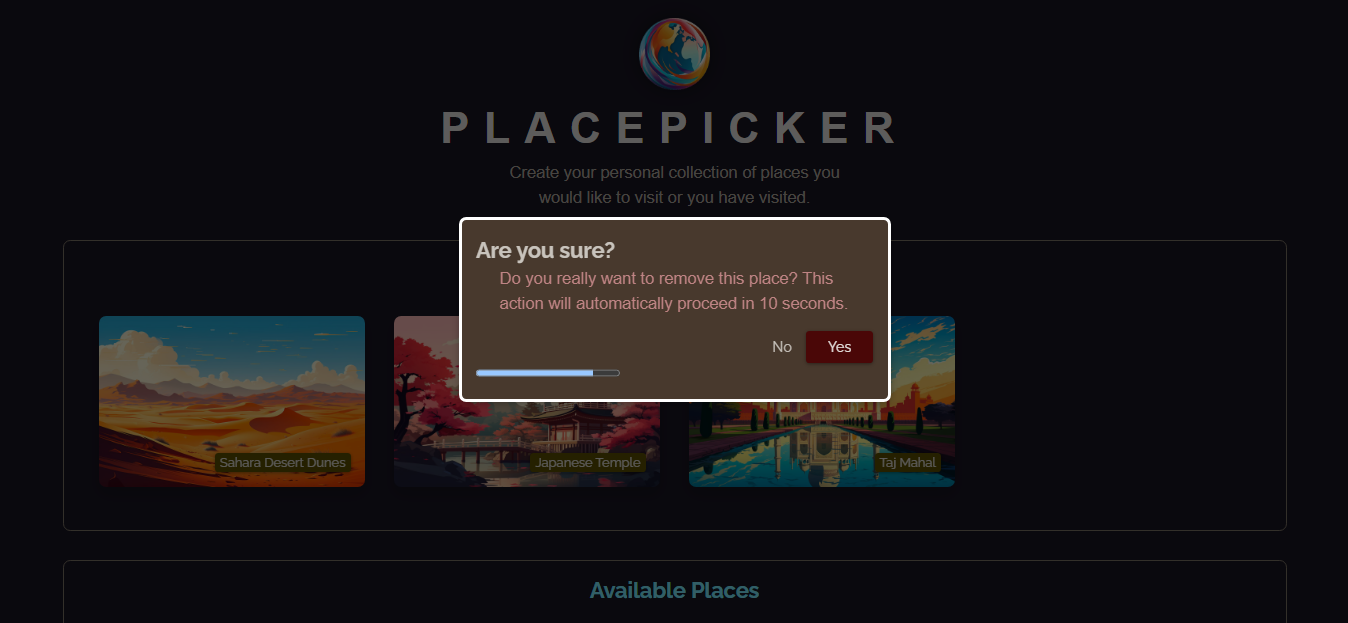 PLACEPICKER
Create your personal collection of places you
would like to visit or you have visited.
Are you sure?
Do you really want to remove this place? This
action will automatically proceed in 10 seconds.
No
Yes
Sahara Desert Dunes
Japanese Temple
Taj Mahal
Available Places